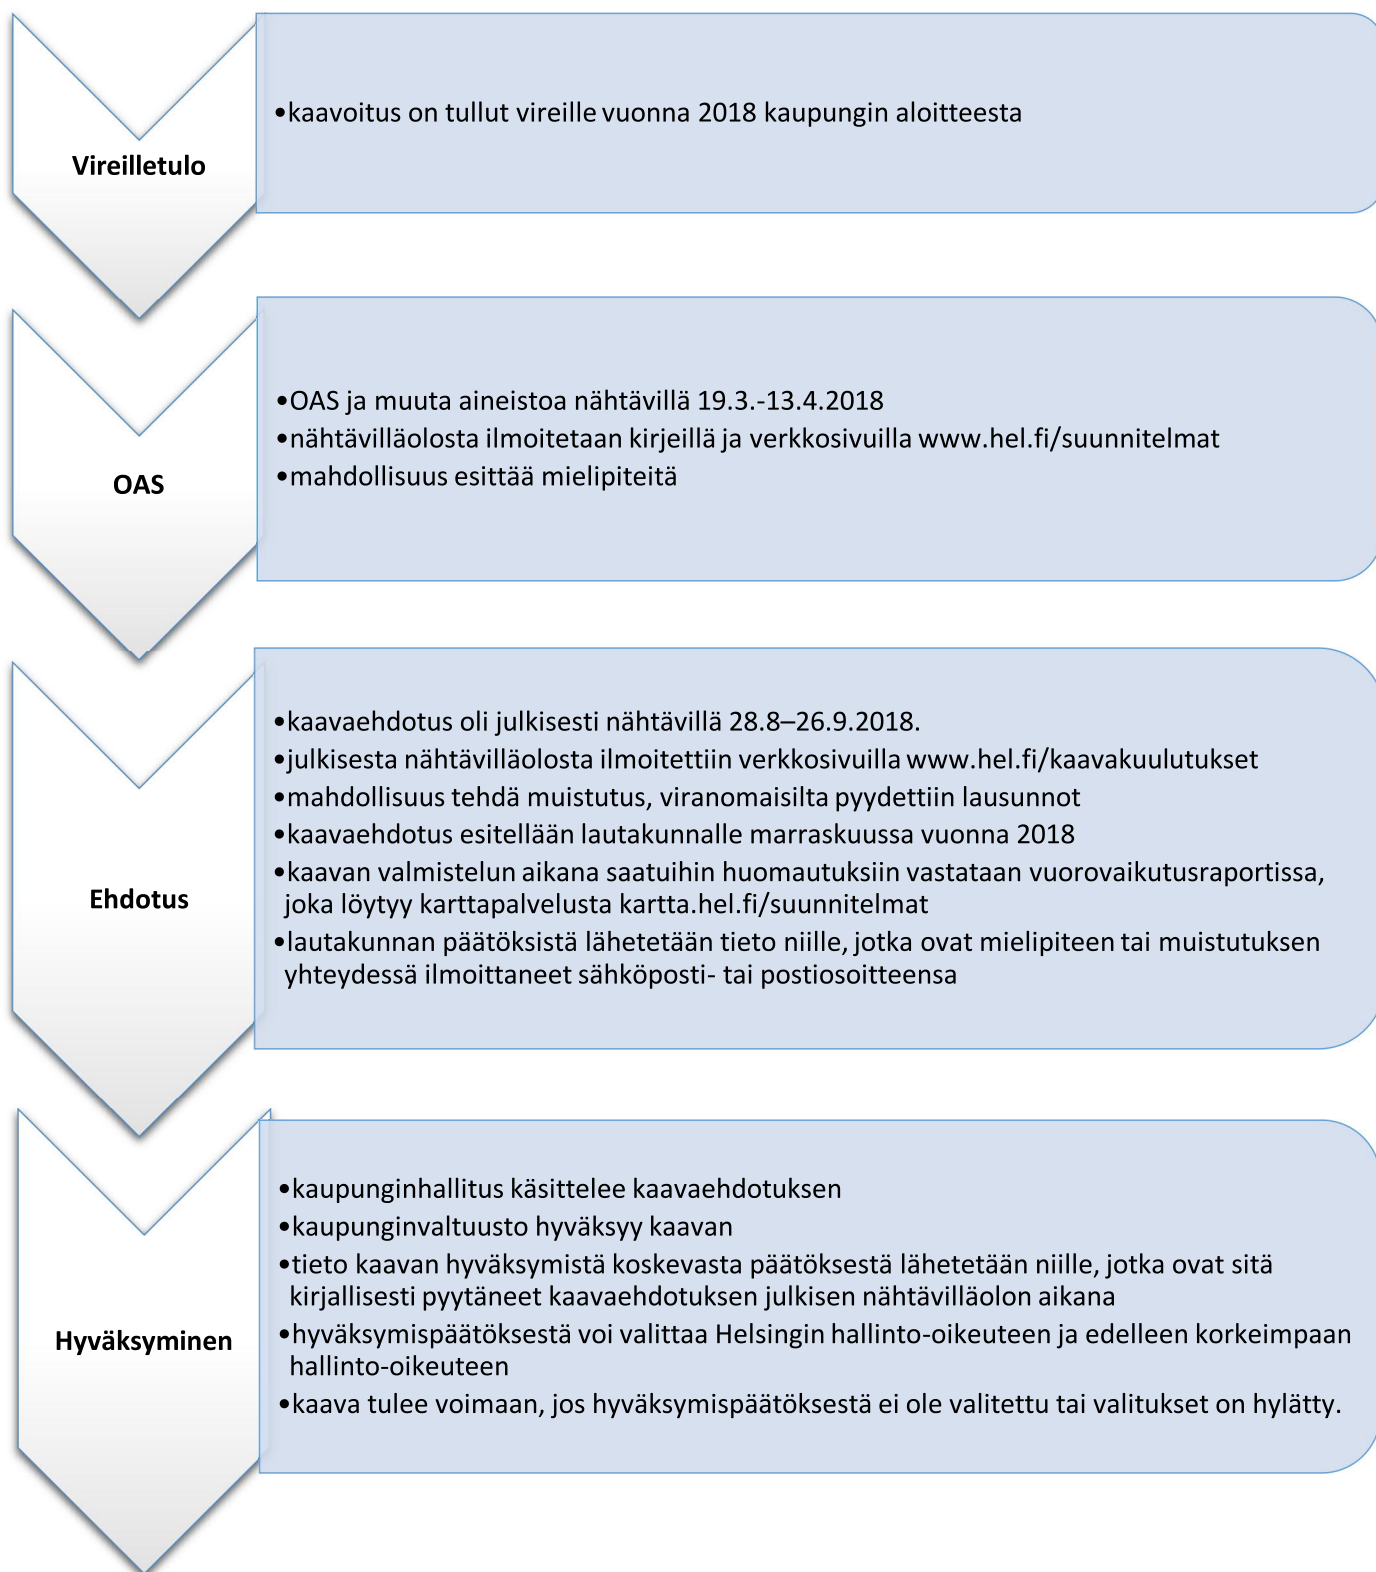 Vireilletulo
•kaavoitus on tullut vireille vuonna 2018 kaupungin aloitteesta
OAS
•OAS ja muuta aineistoa nähtävillä 19.3.-13.4.2018
•nähtävilläolosta ilmoitetaan kirjeillä ja verkkosivuilla www.hel.fi/suunnitelmat
•mahdollisuus esittää mielipiteitä
Ehdotus
•kaavaehdotus oli julkisesti nähtävillä 28.8–26.9.2018.
•julkisesta nähtävilläolosta ilmoitettiin verkkosivuilla www.hel.fi/kaavakuulutukset
•mahdollisuus tehdä muistutus, viranomaisilta pyydettiin lausunnot
•kaavaehdotus esitellään lautakunnalle marraskuussa vuonna 2018
•kaavan valmistelun aikana saatuihin huomautuksiin vastataan vuorovaikutusraportissa,
joka löytyy karttapalvelusta kartta.hel.fi/suunnitelmat
•lautakunnan päätöksistä lähetetään tieto niille, jotka ovat mielipiteen tai muistutuksen
yhteydessä ilmoittaneet sähköposti- tai postiosoitteensa
Hyväksyminen
•kaupunginhallitus käsittelee kaavaehdotuksen
•kaupunginvaltuusto hyväksyy kaavan
•tieto kaavan hyväksymistä koskevasta päätöksestä lähetetään niille, jotka ovat sitä
kirjallisesti pyytäneet kaavaehdotuksen julkisen nähtävilläolon aikana
•hyväksymispäätöksestä voi valittaa Helsingin hallinto-oikeuteen ja edelleen korkeimpaan
hallinto-oikeuteen
•kaava tulee voimaan, jos hyväksymispäätöksestä ei ole valitettu tai valitukset on hylätty.